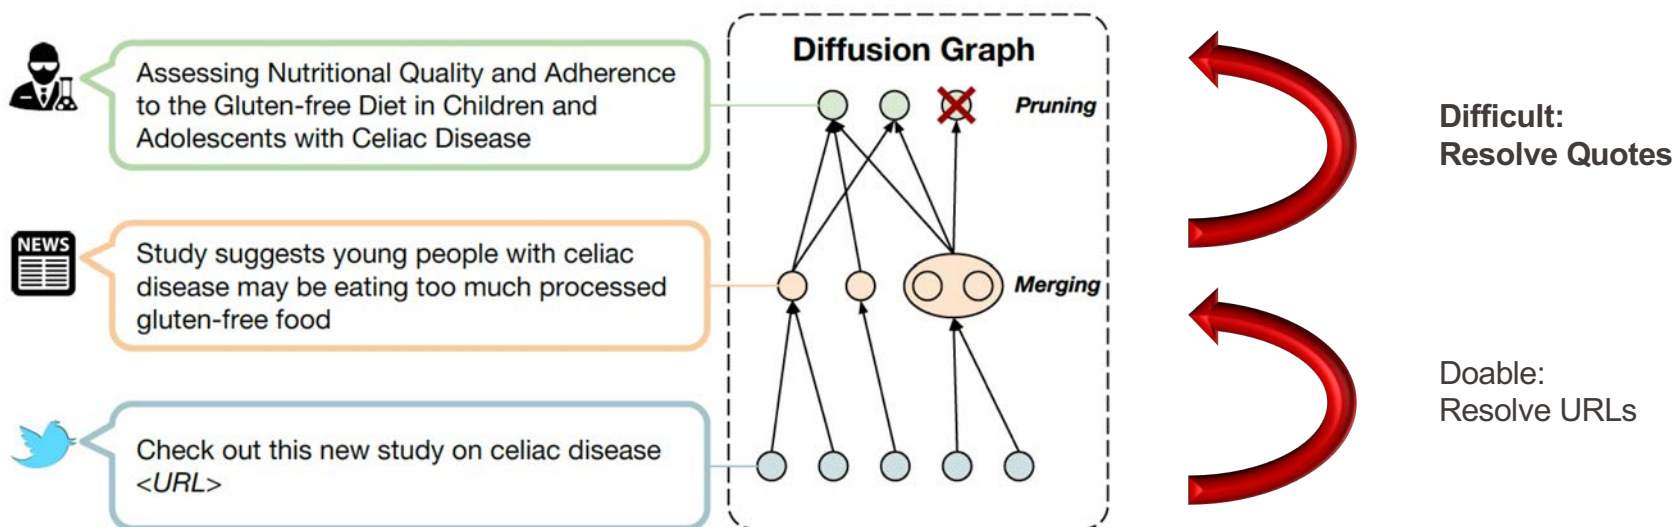 Diffusion Graph
Assessing Nutritional Quality and Adherence
to the Gluten-free Diet in Children and
Adolescents with Celiac Disease
Pruning
Difficult:
Resolve Quotes
NEWS
Study suggests young people with celiac
disease may be eating too much processed
gluten-free food
Merging
Doable:
Resolve URLs
Check out this new study on celiac disease
<URL>